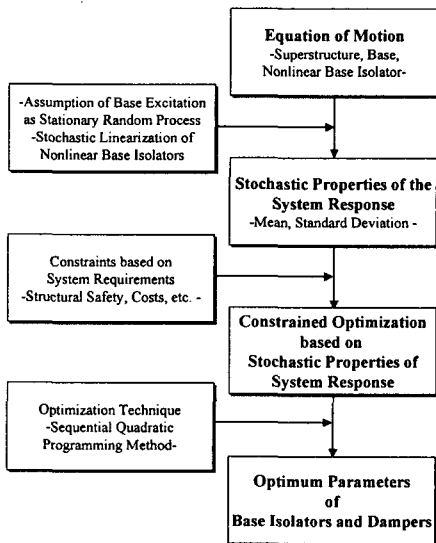 Equation of Motion
-Superstructure, Base,
Nonlinear Base Isolator-
-Assumption of Base Excitation
as Stationary Random Process
-Stochastic Linearization of
Nonlinear Base Isolators
Stochastic Properties of the
System Response
-Mean, Standard Deviation -
Constraints based on
System Requirements
-Structural Safety, Costs, etc. -
Constrained Optimization
based on
Stochastic Properties of
System Response
Optimization Technique
-Sequential Quadratic
Programming Method-
Optimum Parameters
of
Base Isolators and Dampers